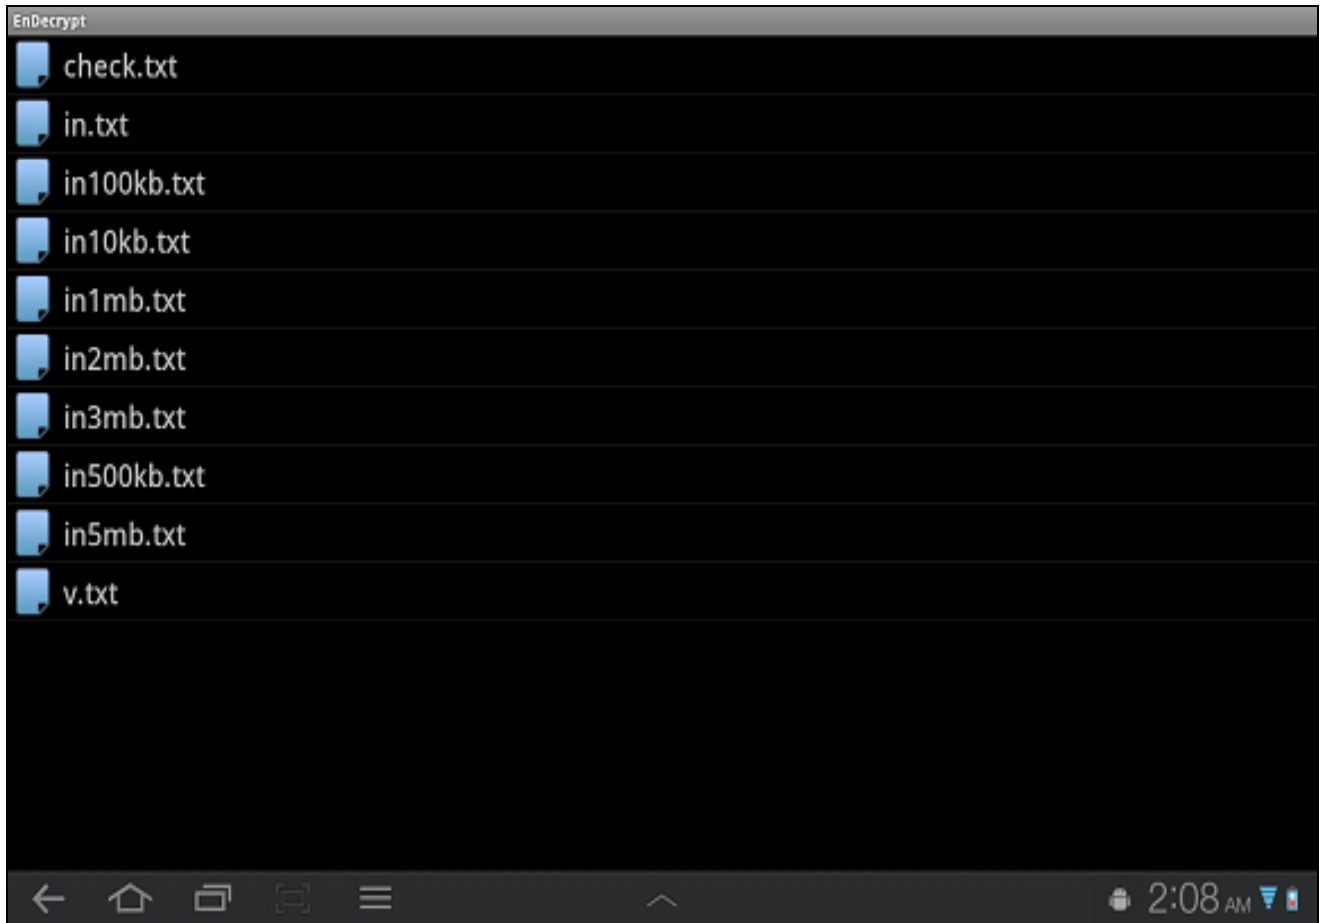 EnDecrypt
check.txt
in.txt
in100kb.txt
in10kb.txt
in1mb.txt
in2mb.txt
in3mb.txt
in500kb.txt
in5mb.txt
v.txt
2:08 AM